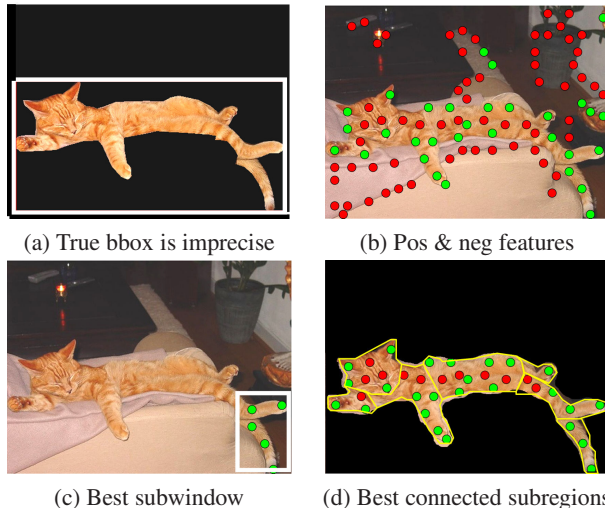 (a) True bbox is imprecise
(b) Pos & neg features
(c) Best subwindow
(d) Best connected subregions